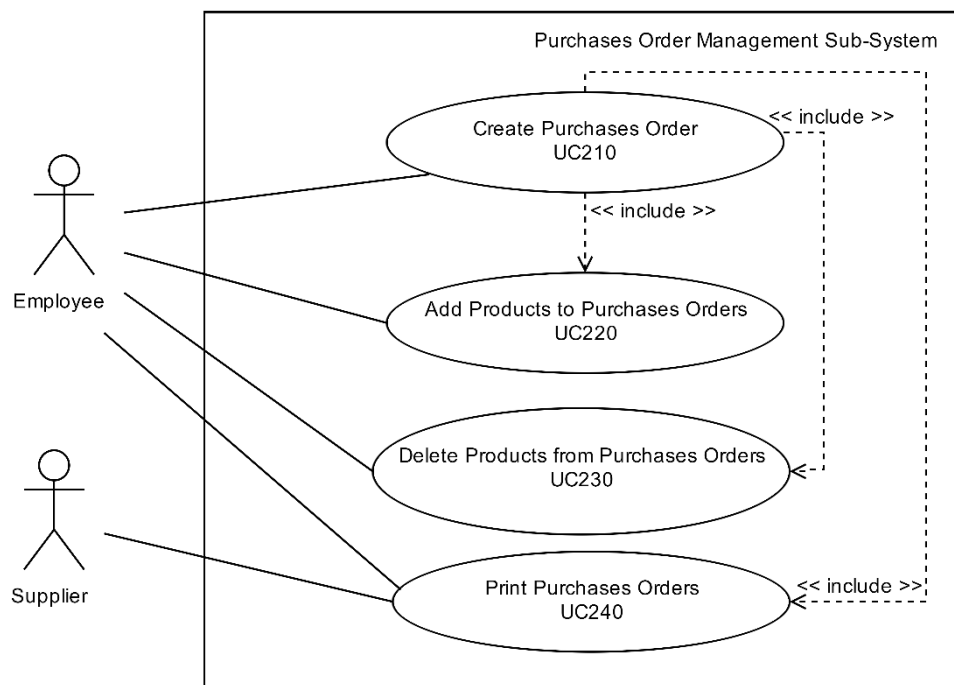 Purchases Order Management Sub-System
<< include >>
Create Purchases Order
UC210
<< include >>
Employee
Add Products to Purchases Orders
UC220
Delete Products from Purchases Orders
UC230
Supplier
Print Purchases Orders
UC240
<< include >>